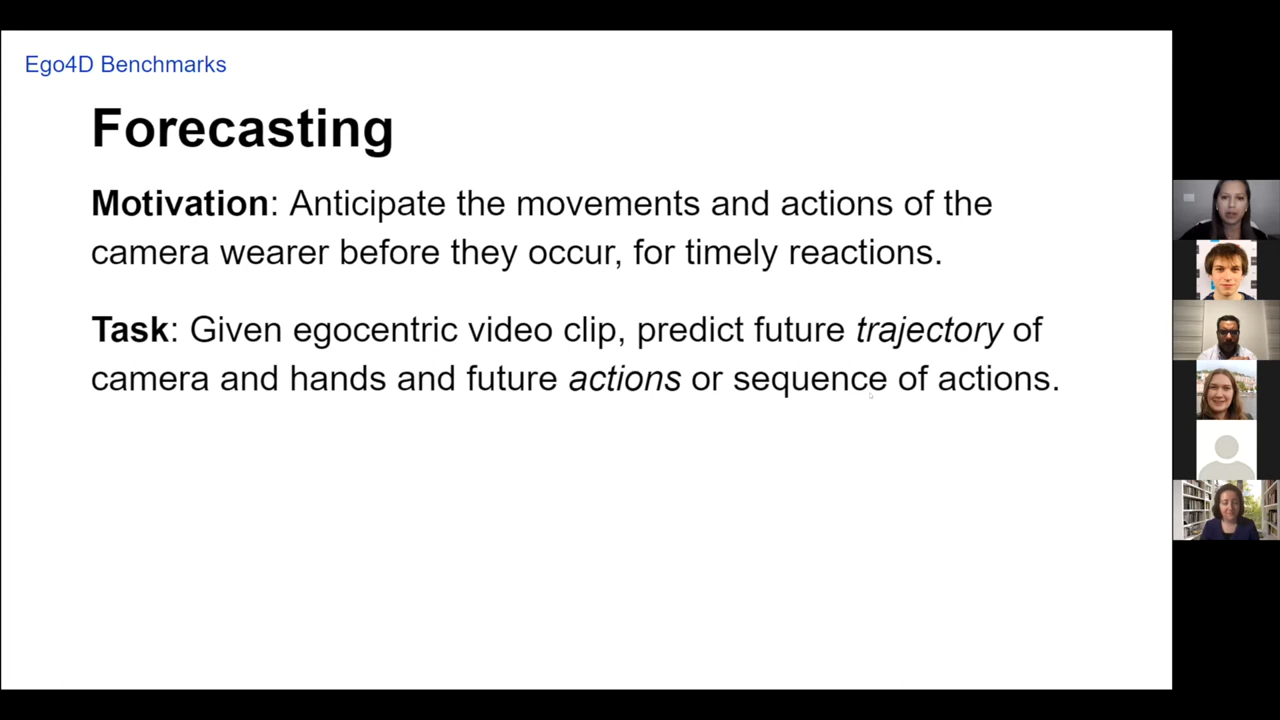 Ego4D Benchmarks
Forecasting
Motivation: Anticipate the movements and actions of the
camera wearer before they occur, for timely reactions.
Task: Given egocentric video clip, predict future trajectory of
camera and hands and future actions or sequence of actions.